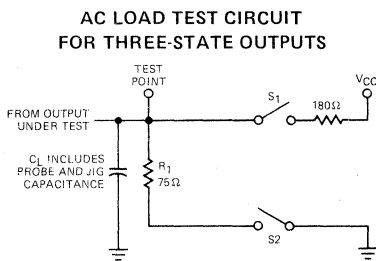 AC LOAD TEST CIRCUIT
FOR THREE-STATE OUTPUTS
TEST
POINT
S1
VCC
180Ω
FROM OUTPUT
UNDER TEST
CL INCLUDES
PROBE AND JIG
CAPACITANCE
R1
75Ω
S2